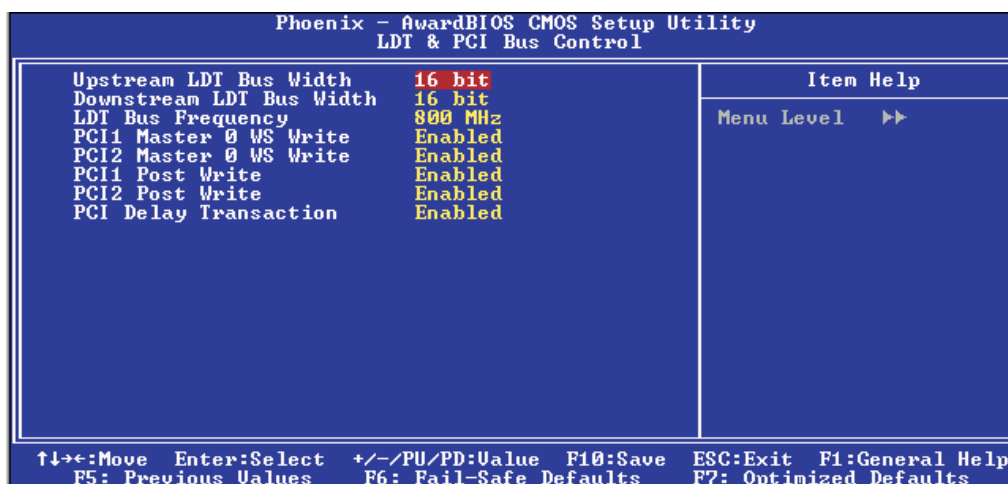 Phoenix - AwardBIOS CMOS Setup Utility
LDT & PCI Bus Control
Upstream LDT Bus Width 16 bit
Downstream LDT Bus Width 16 bit
LDT Bus Frequency 800 MHz
PCI1 Master 0 WS Write Enabled
PCI2 Master 0 WS Write Enabled
PCI1 Post Write Enabled
PCI2 Post Write Enabled
PCI Delay Transaction Enabled
Item Help
Menu Level ▶▶
↑↓→←:Move Enter:Select +/-/PU/PD:Value F10:Save ESC:Exit F1:General Help
F5: Previous Values F6: Fail-Safe Defaults F7: Optimized Defaults